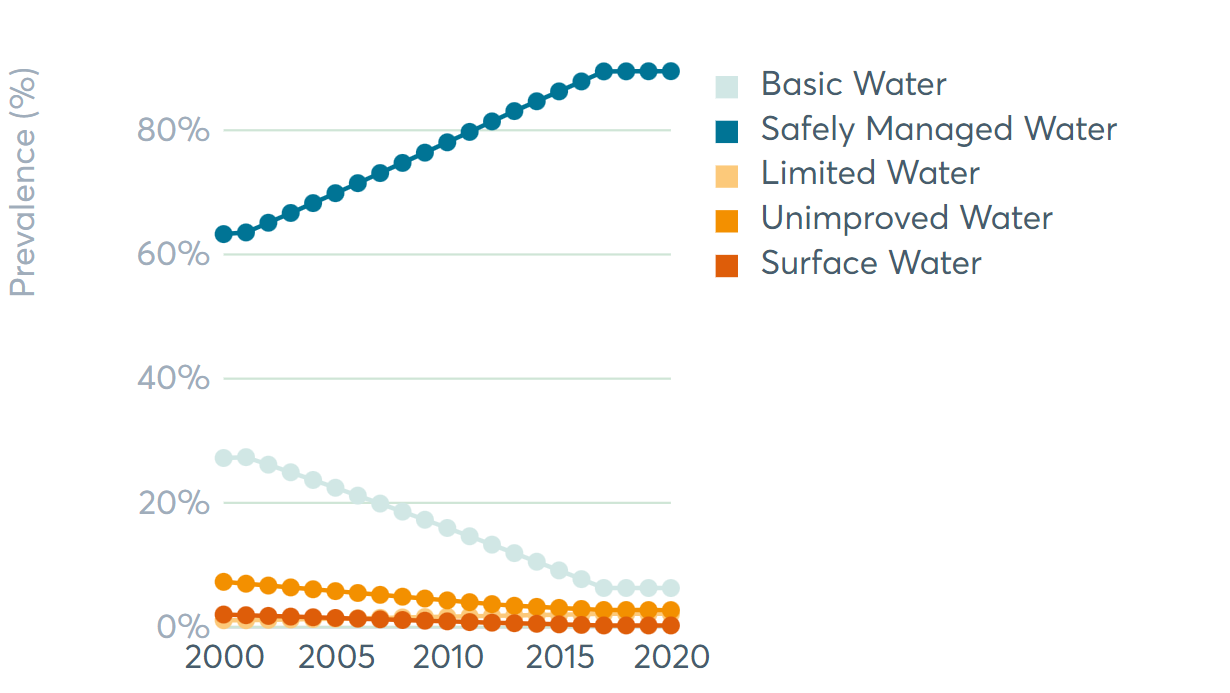 Prevalence (%)
80%
60%
40%
20%
0%
2000 2005 2010 2015 2020
Basic Water
Safely Managed Water
Limited Water
Unimproved Water
Surface Water